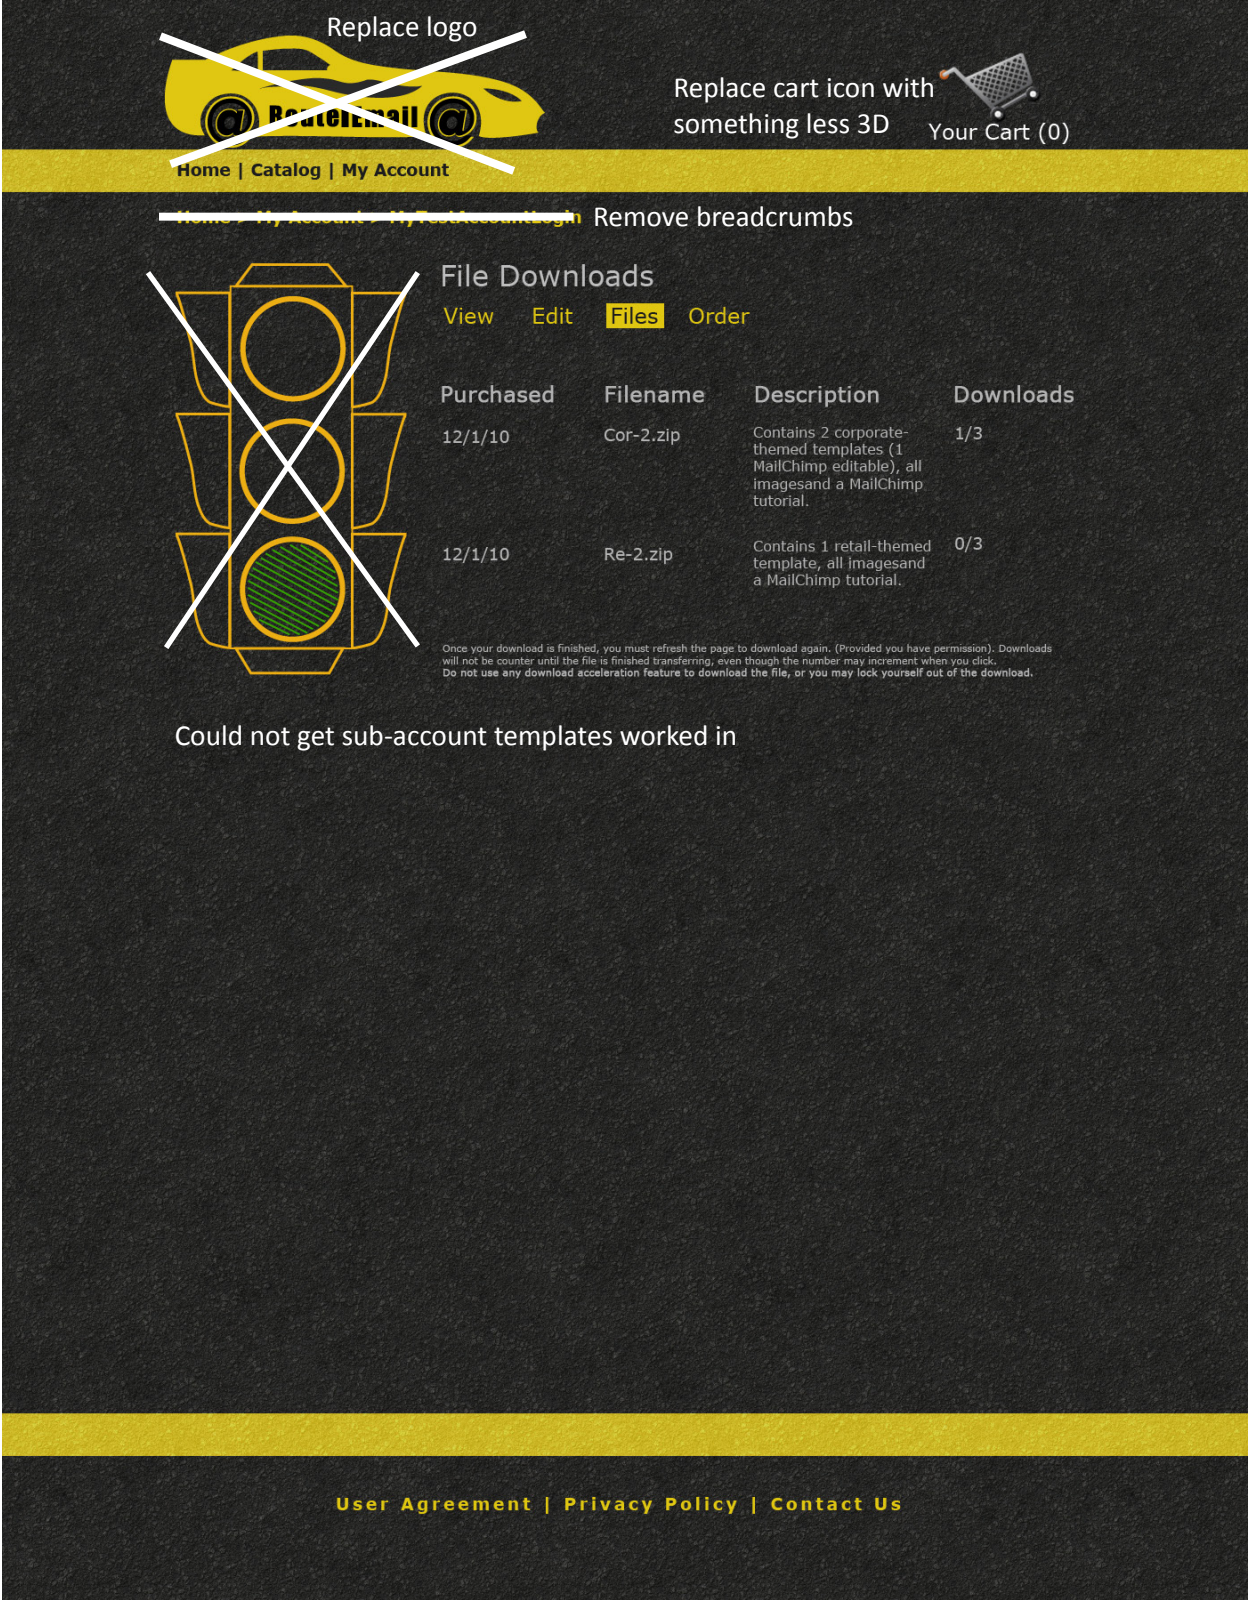 Replace logo
Replace cart icon with
something less 3D
Your Cart (0)
@ @
Home | Catalog | My Account
Home > My Account > MyTestAccountLogin
Remove breadcrumbs
File Downloads
View Edit Files Order
Purchased Filename Description Downloads
12/1/10 Cor-2.zip Contains 2 corporate- 1/3
themed templates (1
MailChimp editable), all
imagesand a MailChimp
tutorial.
12/1/10 Re-2.zip Contains 1 retail-themed 0/3
template, all imagesand
a MailChimp tutorial.
Once your download is finished, you must refresh the page to download again. (Provided you have permission). Downloads
will not be counter until the file is finished transferring, even though the number may increment when you click.
Do not use any download acceleration feature to download the file, or you may lock yourself out of the download.
Could not get sub-account templates worked in
User Agreement | Privacy Policy | Contact Us